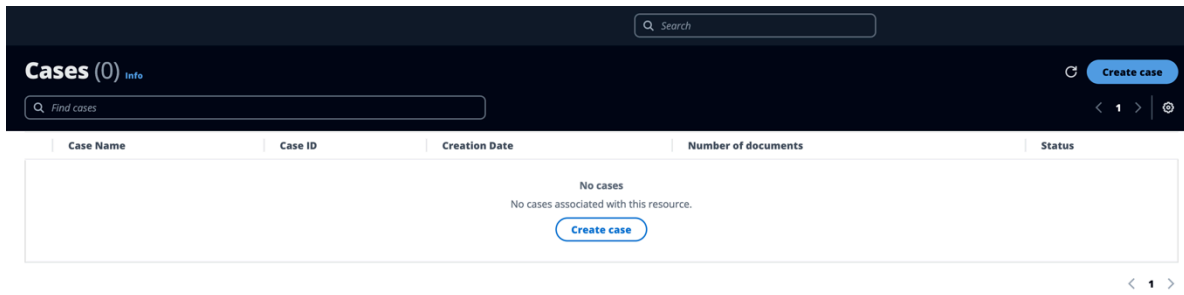 Search
Cases (0) Info
Create case
Find cases
1
Case Name Case ID Creation Date Number of documents Status
No cases
No cases associated with this resource.
Create case
1